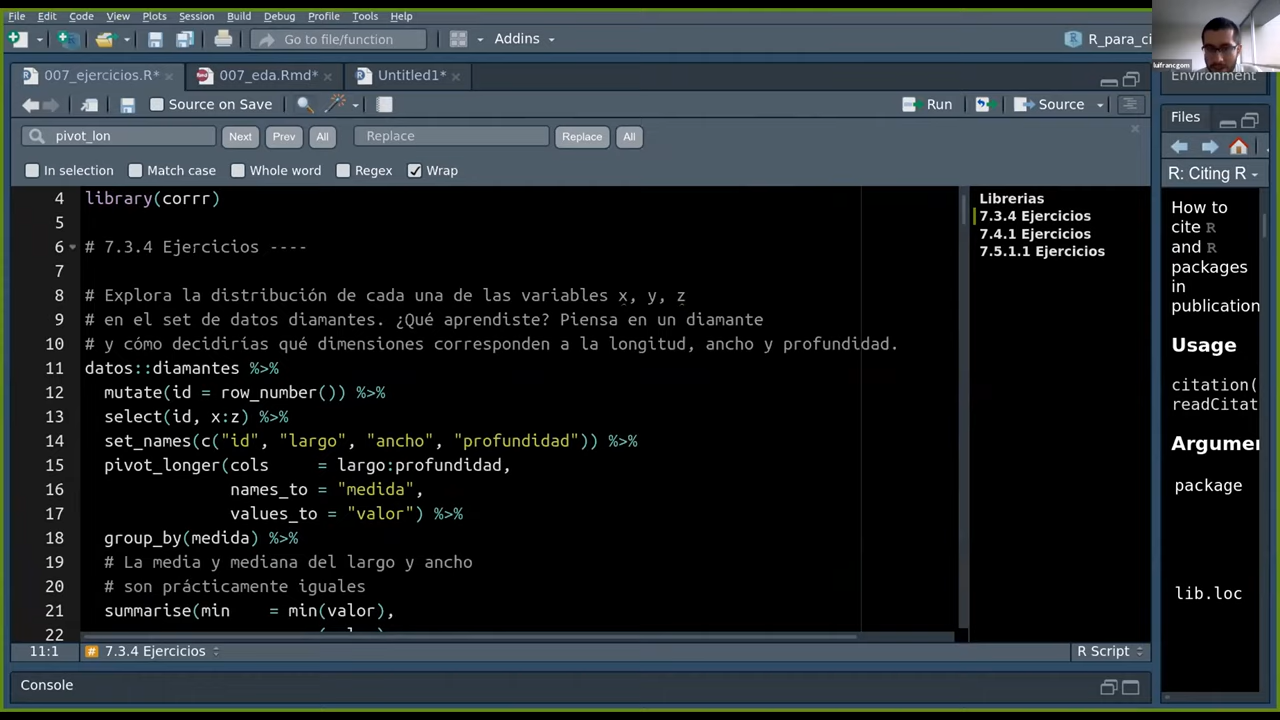 File Edit Code View Plots Session Build Debug Profile Tools Help
Go to file/function Addins R_para_ci
luifrancgom
007_ejercicios.R* 007_eda.Rmd* Untitled1* Environment
Source on Save Run Source
Files
pivot_lon Next Prev All Replace Replace All
In selection Match case Whole word Regex Wrap
R: Citing R
4 library(corrr)
5
6 # 7.3.4 Ejercicios ----
7
8 # Explora la distribución de cada una de las variables x, y, z
9 # en el set de datos diamantes. ¿Qué aprendiste? Piensa en un diamante
10 # y cómo decidirías qué dimensiones corresponden a la longitud, ancho y profundidad.
11 datos::diamantes %>%
12 mutate(id = row_number()) %>%
13 select(id, x:z) %>%
14 set_names(c("id", "largo", "ancho", "profundidad")) %>%
15 pivot_longer(cols = largo:profundidad,
16 names_to = "medida",
17 values_to = "valor") %>%
18 group_by(medida) %>%
19 # La media y mediana del largo y ancho
20 # son prácticamente iguales
21 summarise(min = min(valor),
22
Librerias
7.3.4 Ejercicios
7.4.1 Ejercicios
7.5.1.1 Ejercicios
How to
cite R
and R
packages in
publication
Usage
citation(
readCitat
Argumen
package
lib.loc
11:1 7.3.4 Ejercicios R Script
Console